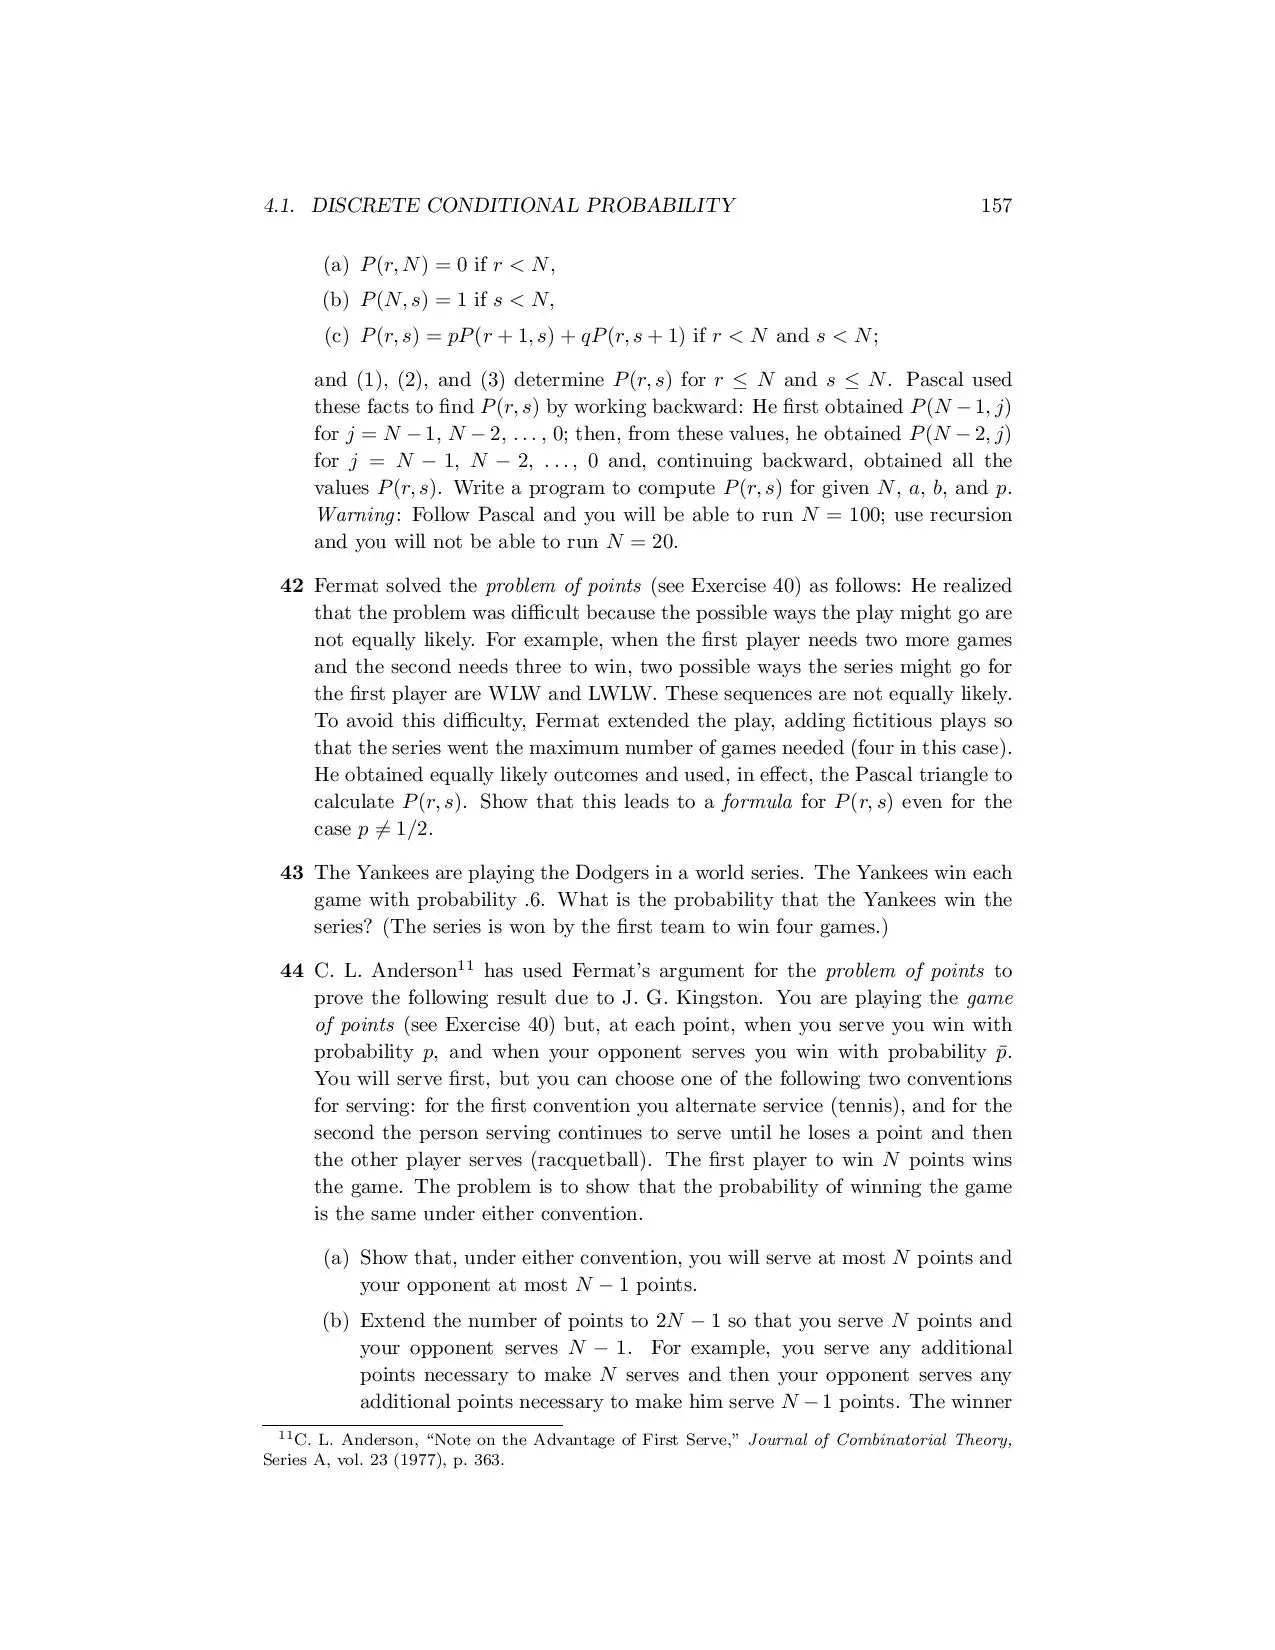 4.1. DISCRETE CONDITIONAL PROBABILITY 157
(a) P(r, N) = 0 if r < N,
(b) P(N, s) = 1 if s < N,
(c) P(r, s) = pP(r + 1, s) + qP(r, s + 1) if r < N and s < N;
and (1), (2), and (3) determine P(r, s) for r ≤ N and s ≤ N. Pascal used
these facts to find P(r, s) by working backward: He first obtained P(N − 1, j)
for j = N − 1, N − 2, . . . , 0; then, from these values, he obtained P(N − 2, j)
for j = N − 1, N − 2, . . . , 0 and, continuing backward, obtained all the
values P(r, s). Write a program to compute P(r, s) for given N, a, b, and p.
Warning: Follow Pascal and you will be able to run N = 100; use recursion
and you will not be able to run N = 20.
42 Fermat solved the problem of points (see Exercise 40) as follows: He realized
that the problem was difficult because the possible ways the play might go are
not equally likely. For example, when the first player needs two more games
and the second needs three to win, two possible ways the series might go for
the first player are WLW and LWLW. These sequences are not equally likely.
To avoid this difficulty, Fermat extended the play, adding fictitious plays so
that the series went the maximum number of games needed (four in this case).
He obtained equally likely outcomes and used, in effect, the Pascal triangle to
calculate P(r, s). Show that this leads to a formula for P(r, s) even for the
case p ≠ 1/2.
43 The Yankees are playing the Dodgers in a world series. The Yankees win each
game with probability .6. What is the probability that the Yankees win the
series? (The series is won by the first team to win four games.)
44 C. L. Anderson¹¹ has used Fermat's argument for the problem of points to
prove the following result due to J. G. Kingston. You are playing the game
of points (see Exercise 40) but, at each point, when you serve you win with
probability p, and when your opponent serves you win with probability p̄.
You will serve first, but you can choose one of the following two conventions
for serving: for the first convention you alternate service (tennis), and for the
second the person serving continues to serve until he loses a point and then
the other player serves (racquetball). The first player to win N points wins
the game. The problem is to show that the probability of winning the game
is the same under either convention.
(a) Show that, under either convention, you will serve at most N points and
your opponent at most N − 1 points.
(b) Extend the number of points to 2N − 1 so that you serve N points and
your opponent serves N − 1. For example, you serve any additional
points necessary to make N serves and then your opponent serves any
additional points necessary to make him serve N − 1 points. The winner
¹¹C. L. Anderson, “Note on the Advantage of First Serve,” Journal of Combinatorial Theory,
Series A, vol. 23 (1977), p. 363.